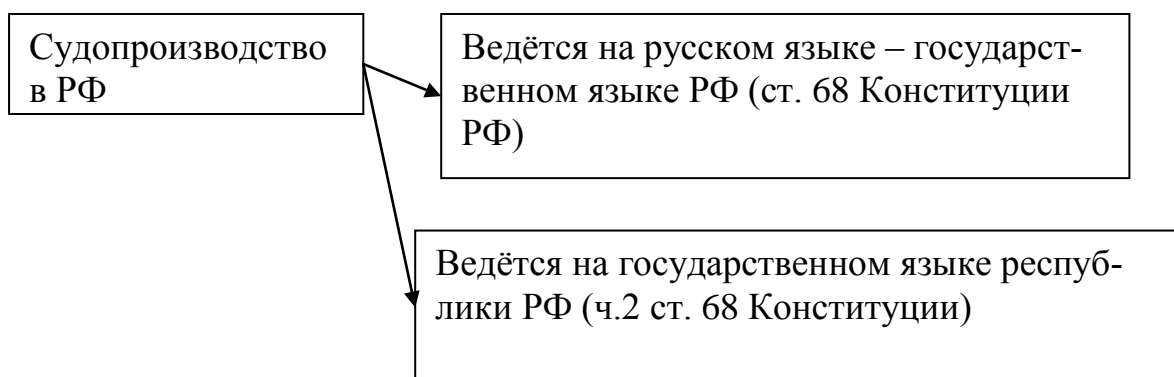 Судопроизводство
в РФ
Ведётся на русском языке – государст-
венном языке РФ (ст. 68 Конституции
РФ)
Ведётся на государственном языке респуб-
лики РФ (ч.2 ст. 68 Конституции)